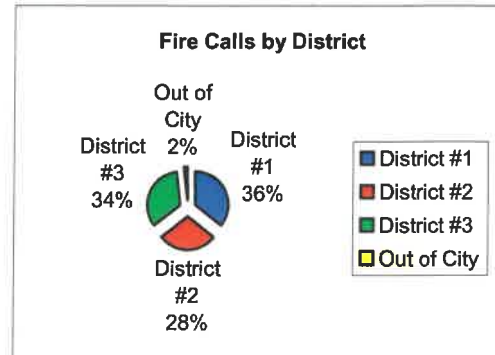 Fire Calls by District
Out of
City
2%
District
#1
36%
District
#3
34%
District
#2
28%
District #1
District #2
District #3
Out of City